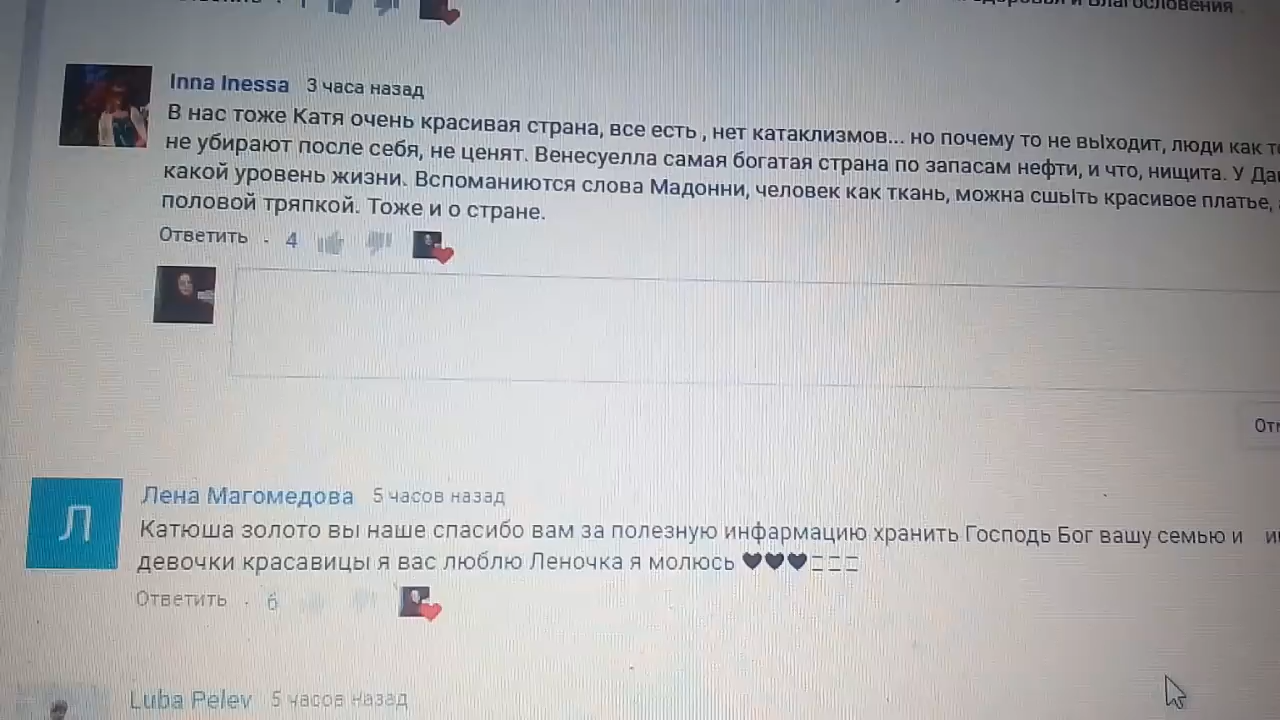 Благословения
Inna Inessa 3 часа назад
В нас тоже Катя очень красивая страна, все есть , нет катаклизмов... но почему то не вЫходит, люди как
не убирают после себя, не ценят. Венесуелла самая богатая страна по запасам нефти, и что, нищита. У
какой уровень жизни. Вспоманиются слова Мадонни, человек как ткань, можна сшЫть красивое платье,
половой тряпкой. Тоже и о стране.
Ответить 4
Л
Лена Магомедова 5 часов назад
Катюша золото вы наше спасибо вам за полезную инфармацию хранить Господь Бог вашу семью и
девочки красавицы я вас люблю Леночка я молюсь ♥♥♥
Ответить 6
Luba Pelev 5 часов назад